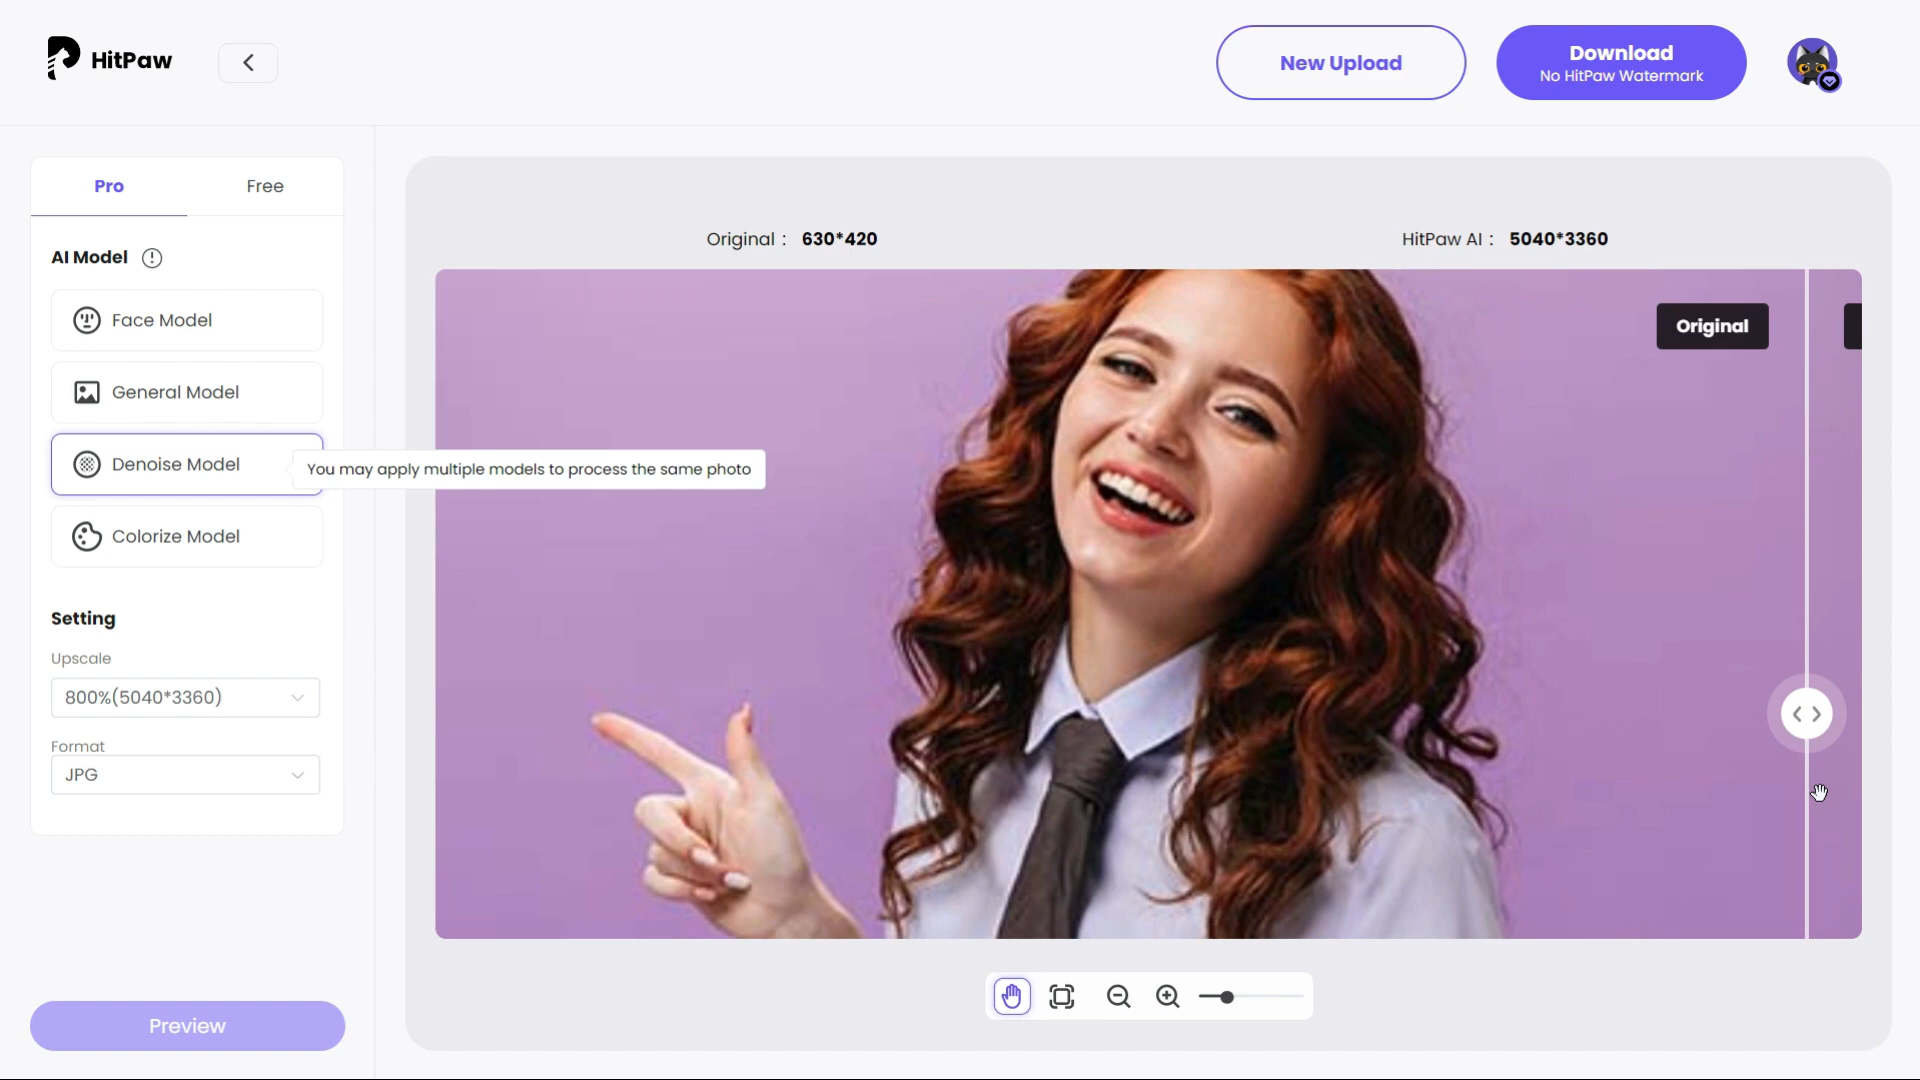 HitPaw
New Upload
Download
No HitPaw Watermark
Pro
Free
AI Model
Face Model
General Model
Denoise Model
Colorize Model
You may apply multiple models to process the same photo
Setting
Upscale
800%(5040*3360)
Format
JPG
Preview
Original : 630*420
HitPaw AI : 5040*3360
Original